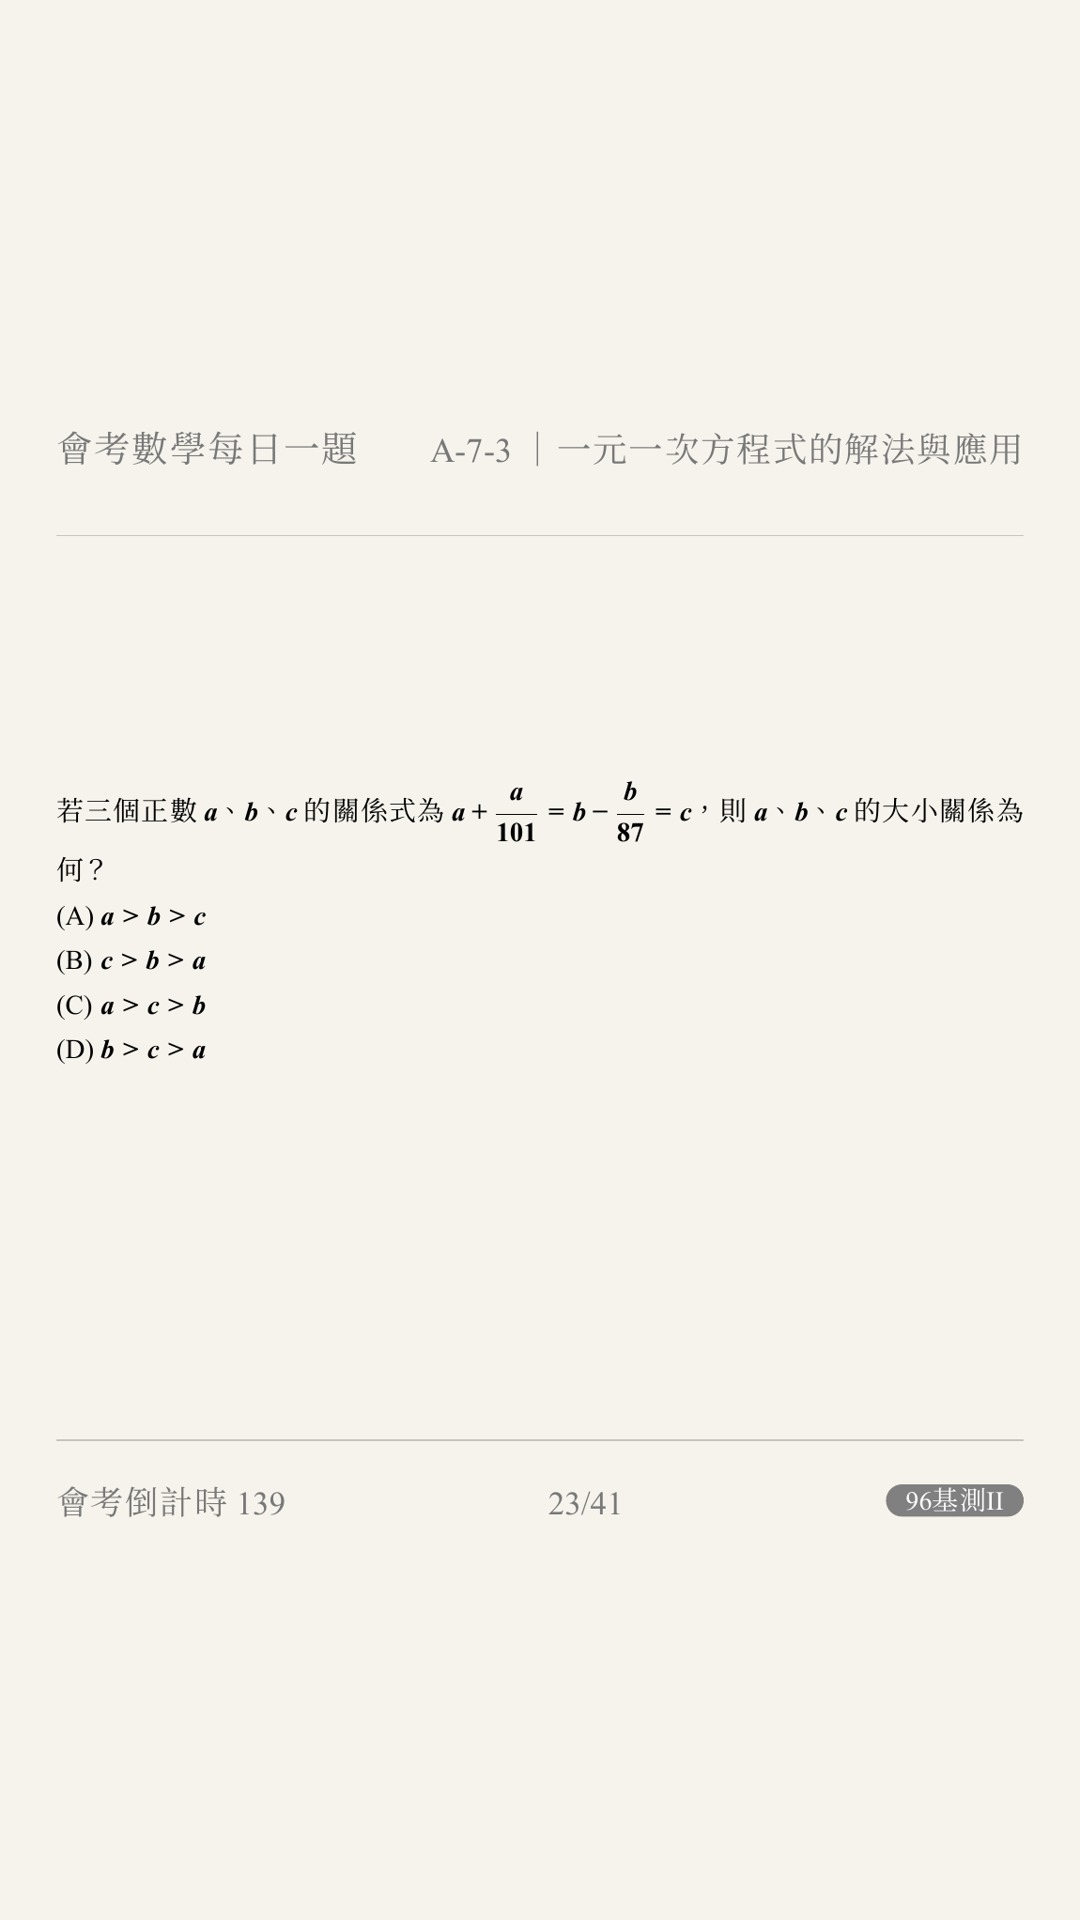 會考數學每日一題 A-7-3｜一元一次方程式的解法與應用
若三個正數 a、b、c 的關係式為 a + a/101 = b − b/87 = c，則 a、b、c 的大小關係為
何？
(A) a > b > c
(B) c > b > a
(C) a > c > b
(D) b > c > a
會考倒計時 139 23/41 96基測II